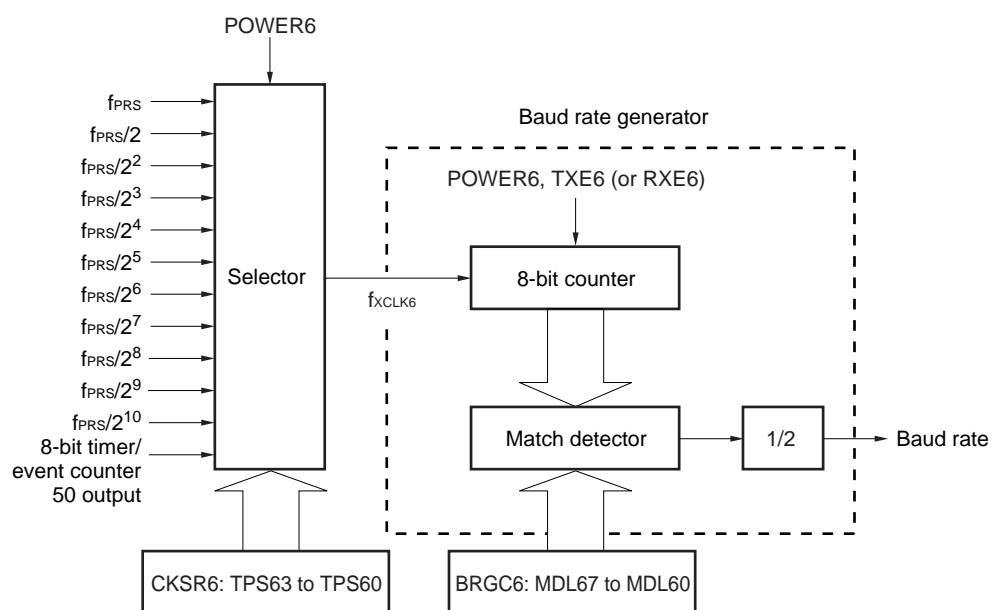 POWER6
fPRS
fPRS/2
fPRS/2²
fPRS/2³
fPRS/2⁴
fPRS/2⁵
fPRS/2⁶
fPRS/2⁷
fPRS/2⁸
fPRS/2⁹
fPRS/2¹⁰
8-bit timer/
event counter
50 output
Selector
fXCLK6
Baud rate generator
POWER6, TXE6 (or RXE6)
8-bit counter
Match detector
1/2
Baud rate
CKSR6: TPS63 to TPS60
BRGC6: MDL67 to MDL60